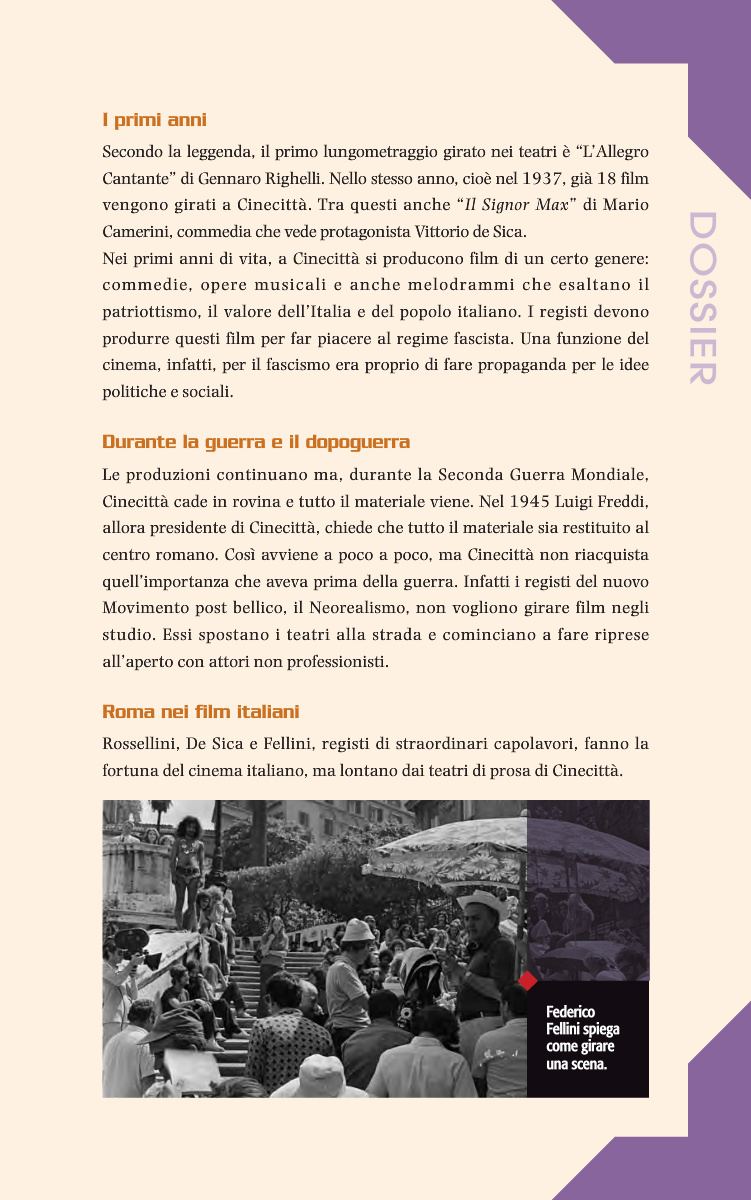 I primi anni
Secondo la leggenda, il primo lungometraggio girato nei teatri è “L’Allegro
Cantante” di Gennaro Righelli. Nello stesso anno, cioè nel 1937, già 18 film
vengono girati a Cinecittà. Tra questi anche “Il Signor Max” di Mario
Camerini, commedia che vede protagonista Vittorio de Sica.
Nei primi anni di vita, a Cinecittà si producono film di un certo genere:
commedie, opere musicali e anche melodrammi che esaltano il
patriottismo, il valore dell’Italia e del popolo italiano. I registi devono
produrre questi film per far piacere al regime fascista. Una funzione del
cinema, infatti, per il fascismo era proprio di fare propaganda per le idee
politiche e sociali.
Durante la guerra e il dopoguerra
Le produzioni continuano ma, durante la Seconda Guerra Mondiale,
Cinecittà cade in rovina e tutto il materiale viene. Nel 1945 Luigi Freddi,
allora presidente di Cinecittà, chiede che tutto il materiale sia restituito al
centro romano. Così avviene a poco a poco, ma Cinecittà non riacquista
quell’importanza che aveva prima della guerra. Infatti i registi del nuovo
Movimento post bellico, il Neorealismo, non vogliono girare film negli
studio. Essi spostano i teatri alla strada e cominciano a fare riprese
all’aperto con attori non professionisti.
Roma nei film italiani
Rossellini, De Sica e Fellini, registi di straordinari capolavori, fanno la
fortuna del cinema italiano, ma lontano dai teatri di prosa di Cinecittà.
Federico
Fellini spiega
come girare
una scena.
DOSSIER